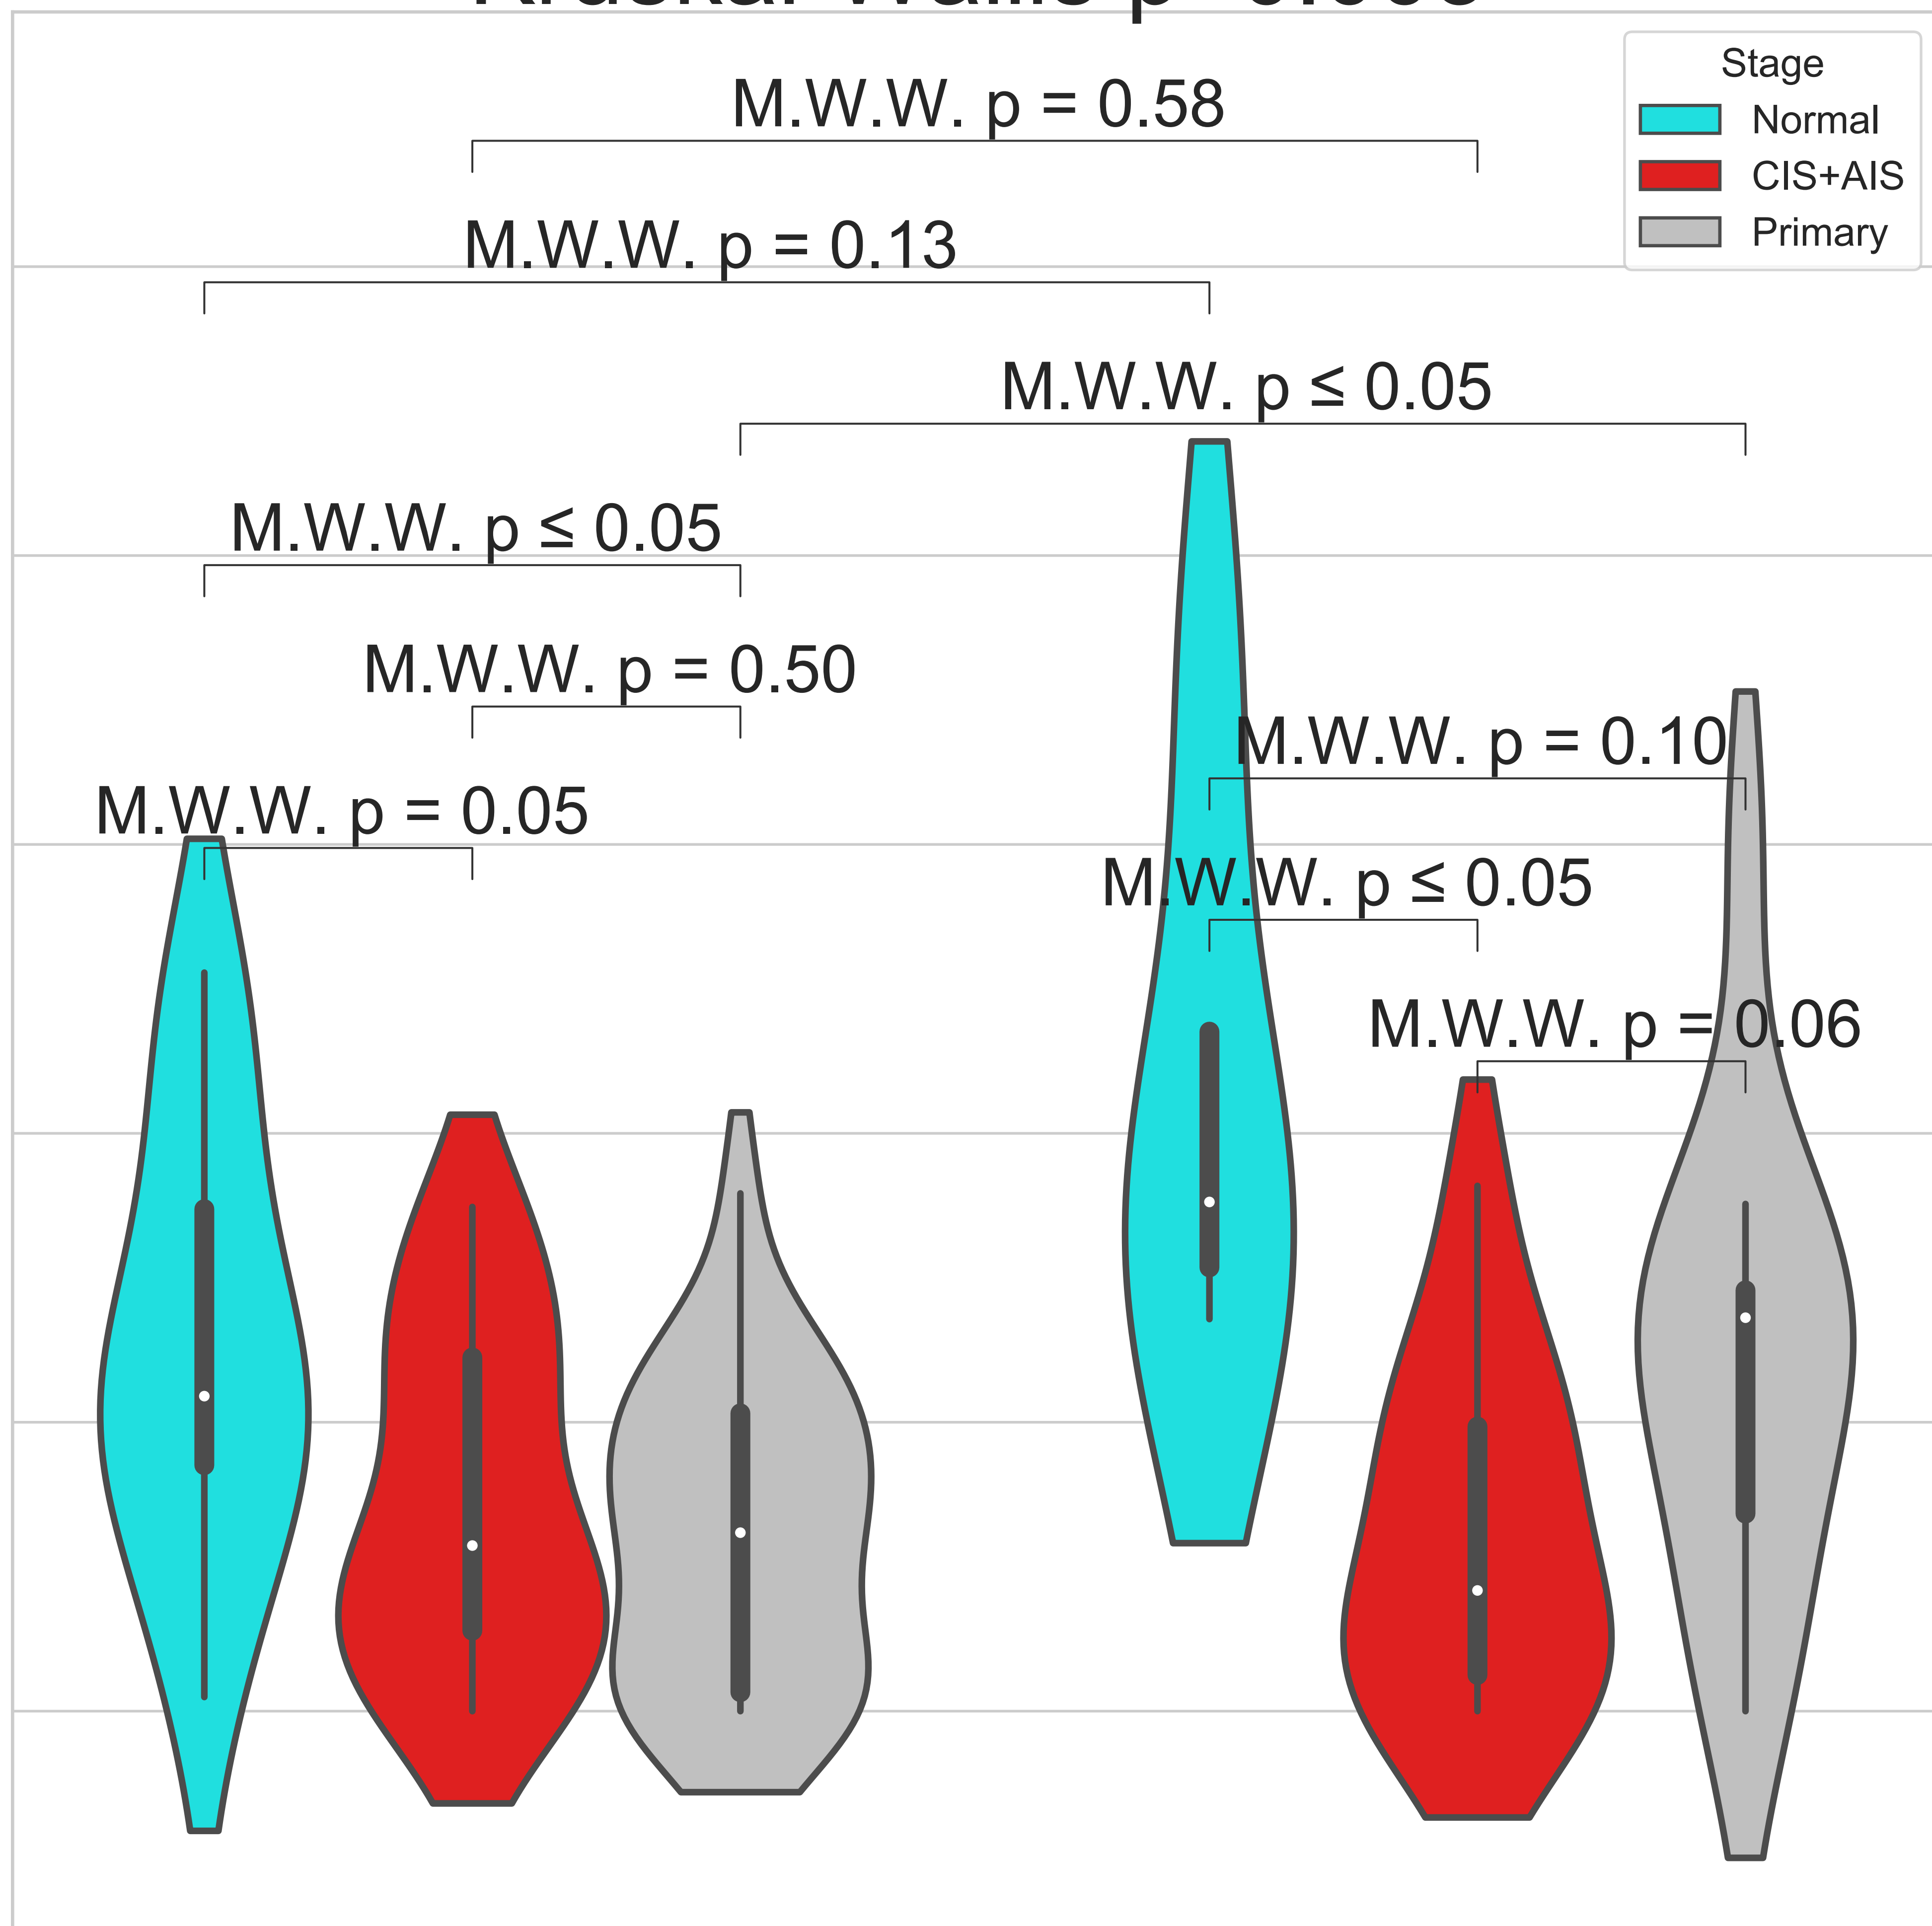 Stage
Normal
CIS+AIS
Primary
M.W.W. p = 0.58
M.W.W. p = 0.13
M.W.W. p ≤ 0.05
M.W.W. p ≤ 0.05
M.W.W. p = 0.50
M.W.W. p = 0.10
M.W.W. p = 0.05
M.W.W. p ≤ 0.05
M.W.W. p = 0.06